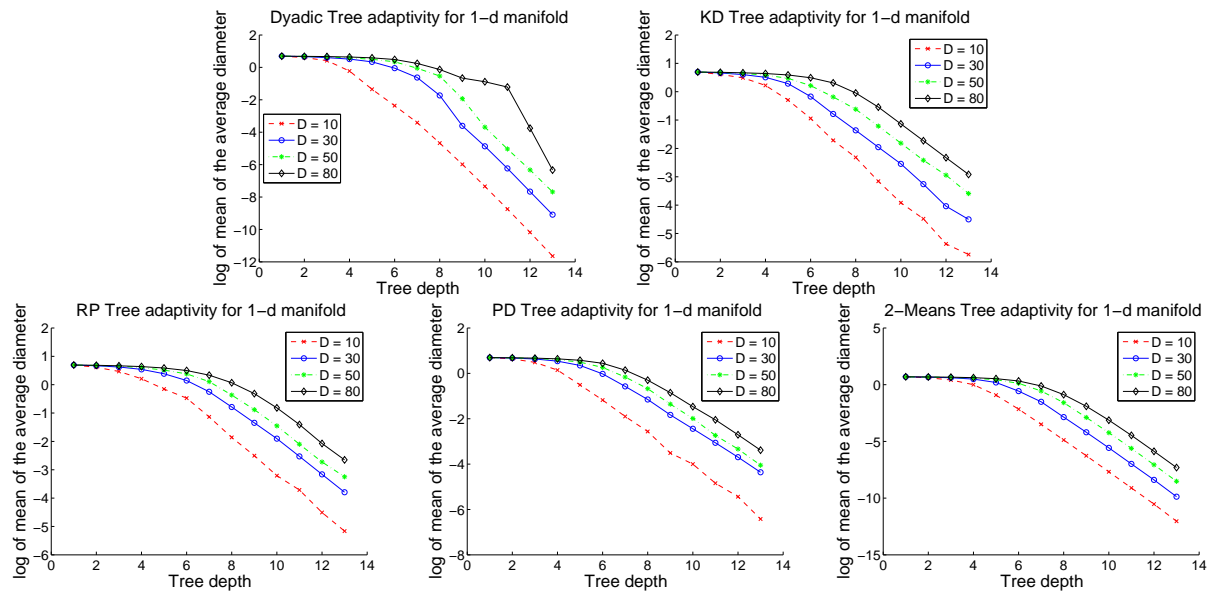 Dyadic Tree adaptivity for 1−d manifold
log of mean of the average diameter
2
0
−2
−4
−6
−8
−10
−12
0 2 4 6 8 10 12 14
Tree depth
D = 10
D = 30
D = 50
D = 80
KD Tree adaptivity for 1−d manifold
log of mean of the average diameter
2
1
0
−1
−2
−3
−4
−5
−6
0 2 4 6 8 10 12 14
Tree depth
D = 10
D = 30
D = 50
D = 80
RP Tree adaptivity for 1−d manifold
log of mean of the average diameter
2
1
0
−1
−2
−3
−4
−5
−6
0 2 4 6 8 10 12 14
Tree depth
D = 10
D = 30
D = 50
D = 80
PD Tree adaptivity for 1−d manifold
log of mean of the average diameter
2
0
−2
−4
−6
−8
0 2 4 6 8 10 12 14
Tree depth
D = 10
D = 30
D = 50
D = 80
2−Means Tree adaptivity for 1−d manifold
log of mean of the average diameter
5
0
−5
−10
−15
0 2 4 6 8 10 12 14
Tree depth
D = 10
D = 30
D = 50
D = 80